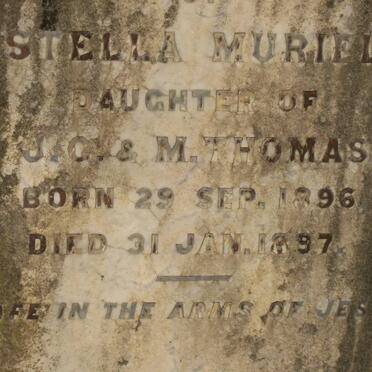 STELLA MURIEL
DAUGHTER OF
J. C. & M. THOMAS
BORN 29 SEP. 1896
DIED 31 JAN. 1897.
IN THE ARMS OF